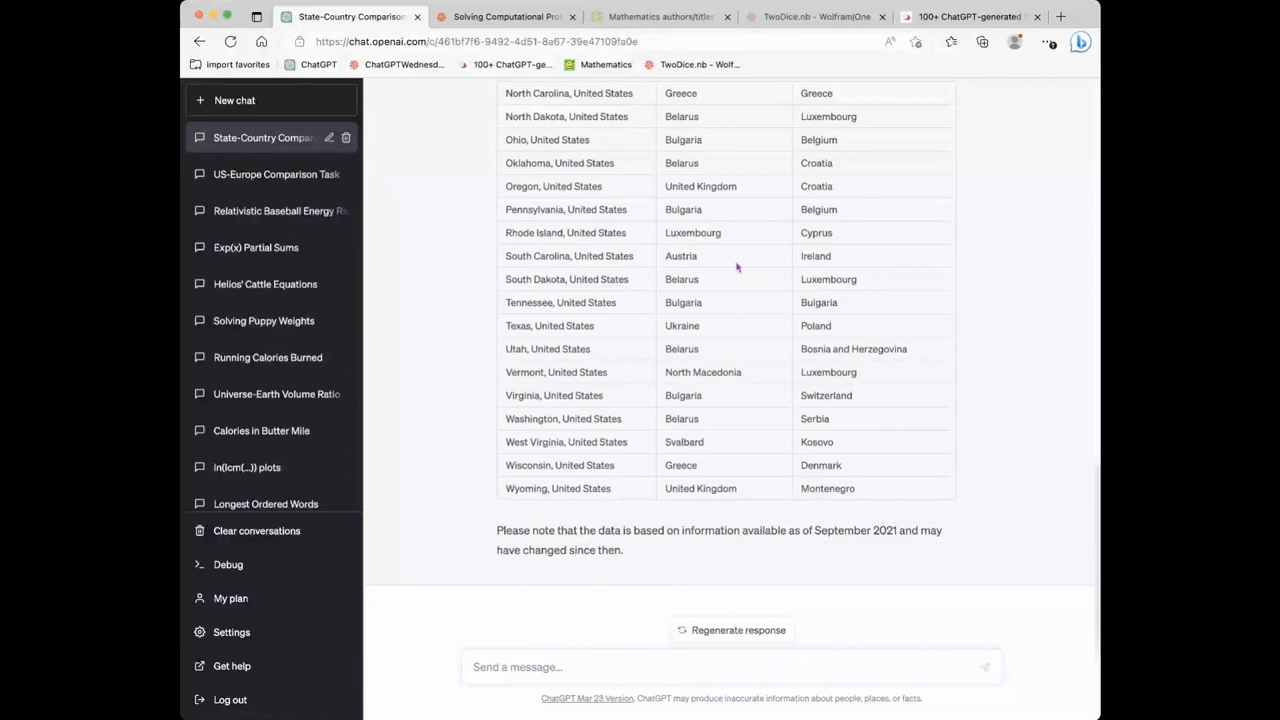 State-Country Comparison
Solving Computational Pro
Mathematics authors/titles
TwoDice.nb - Wolfram|One
100+ ChatGPT-generated
https://chat.openai.com/c/461bf7f6-9492-4d51-8a67-39e47109fa0e
Import favorites
ChatGPT
ChatGPTWednesd...
100+ ChatGPT-ge...
Mathematics
TwoDice.nb - Wolf...
New chat
State-Country Compar
US-Europe Comparison Task
Relativistic Baseball Energy R
Exp(x) Partial Sums
Helios' Cattle Equations
Solving Puppy Weights
Running Calories Burned
Universe-Earth Volume Ratio
Calories in Butter Mile
ln(lcm(...)) plots
Longest Ordered Words
Clear conversations
Debug
My plan
Settings
Get help
Log out
North Carolina, United States Greece Greece
North Dakota, United States Belarus Luxembourg
Ohio, United States Bulgaria Belgium
Oklahoma, United States Belarus Croatia
Oregon, United States United Kingdom Croatia
Pennsylvania, United States Bulgaria Belgium
Rhode Island, United States Luxembourg Cyprus
South Carolina, United States Austria Ireland
South Dakota, United States Belarus Luxembourg
Tennessee, United States Bulgaria Bulgaria
Texas, United States Ukraine Poland
Utah, United States Belarus Bosnia and Herzegovina
Vermont, United States North Macedonia Luxembourg
Virginia, United States Bulgaria Switzerland
Washington, United States Belarus Serbia
West Virginia, United States Svalbard Kosovo
Wisconsin, United States Greece Denmark
Wyoming, United States United Kingdom Montenegro
Please note that the data is based on information available as of September 2021 and may
have changed since then.
Regenerate response
Send a message...
ChatGPT Mar 23 Version. ChatGPT may produce inaccurate information about people, places, or facts.